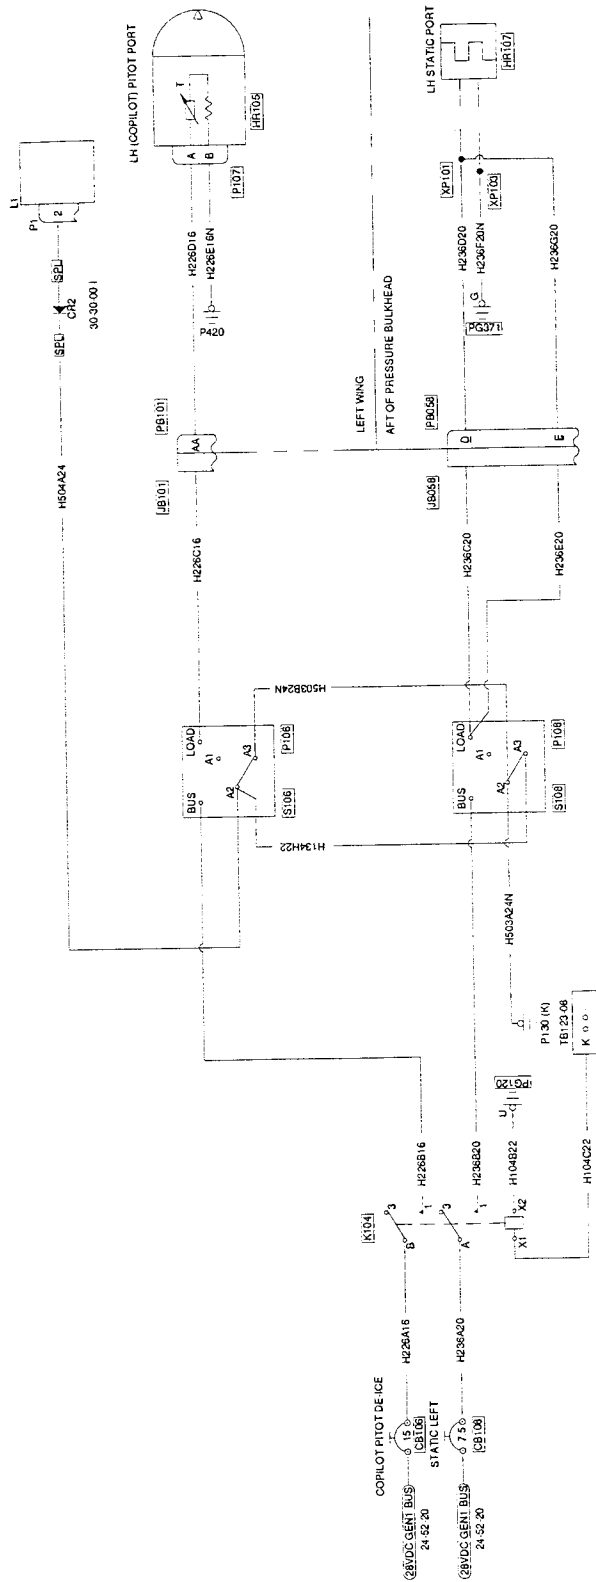 L1
P1
2
SPL
CR2
SPL
30-30-00-1
H504A24
LH (COPILOT) PITOT PORT
T
A
B
HR105
P107
H226D16
H226E16N
P420
PB101
AA
JB101
H226C16
LEFT WING
AFT OF PRESSURE BULKHEAD
LH STATIC PORT
HR107
XP101
XP103
H236D20
H236F20N
H236G20
G
PG371
PB058
D
E
JB058
H236C20
H236E20
H503B24N
LOAD
A1
A3
P106
BUS
A2
S106
LOAD
A1
A3
P108
BUS
A2
S108
H134H22
H503A24N
P130 (K)
TB123-06
K
U
PG120
H226B16
H236B20
H104B22
H104C22
K104
3
1
B
3
1
A
X2
X1
H226A16
H236A20
COPILOT PITOT DE-ICE
15
CB106
STATIC LEFT
7.5
CB108
28VDC GEN1 BUS
24-52-20
28VDC GEN1 BUS
24-52-20